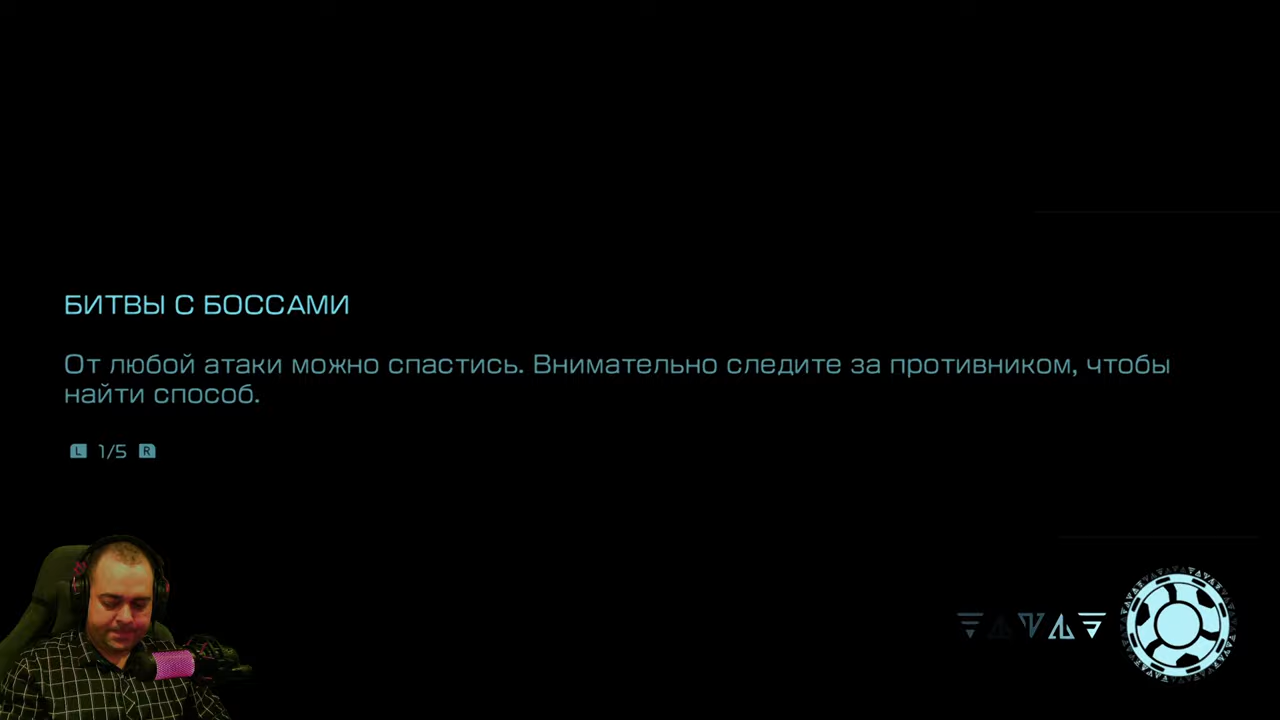 БИТВЫ С БОССАМИ
От любой атаки можно спастись. Внимательно следите за противником, чтобы
найти способ.
L 1/5 R